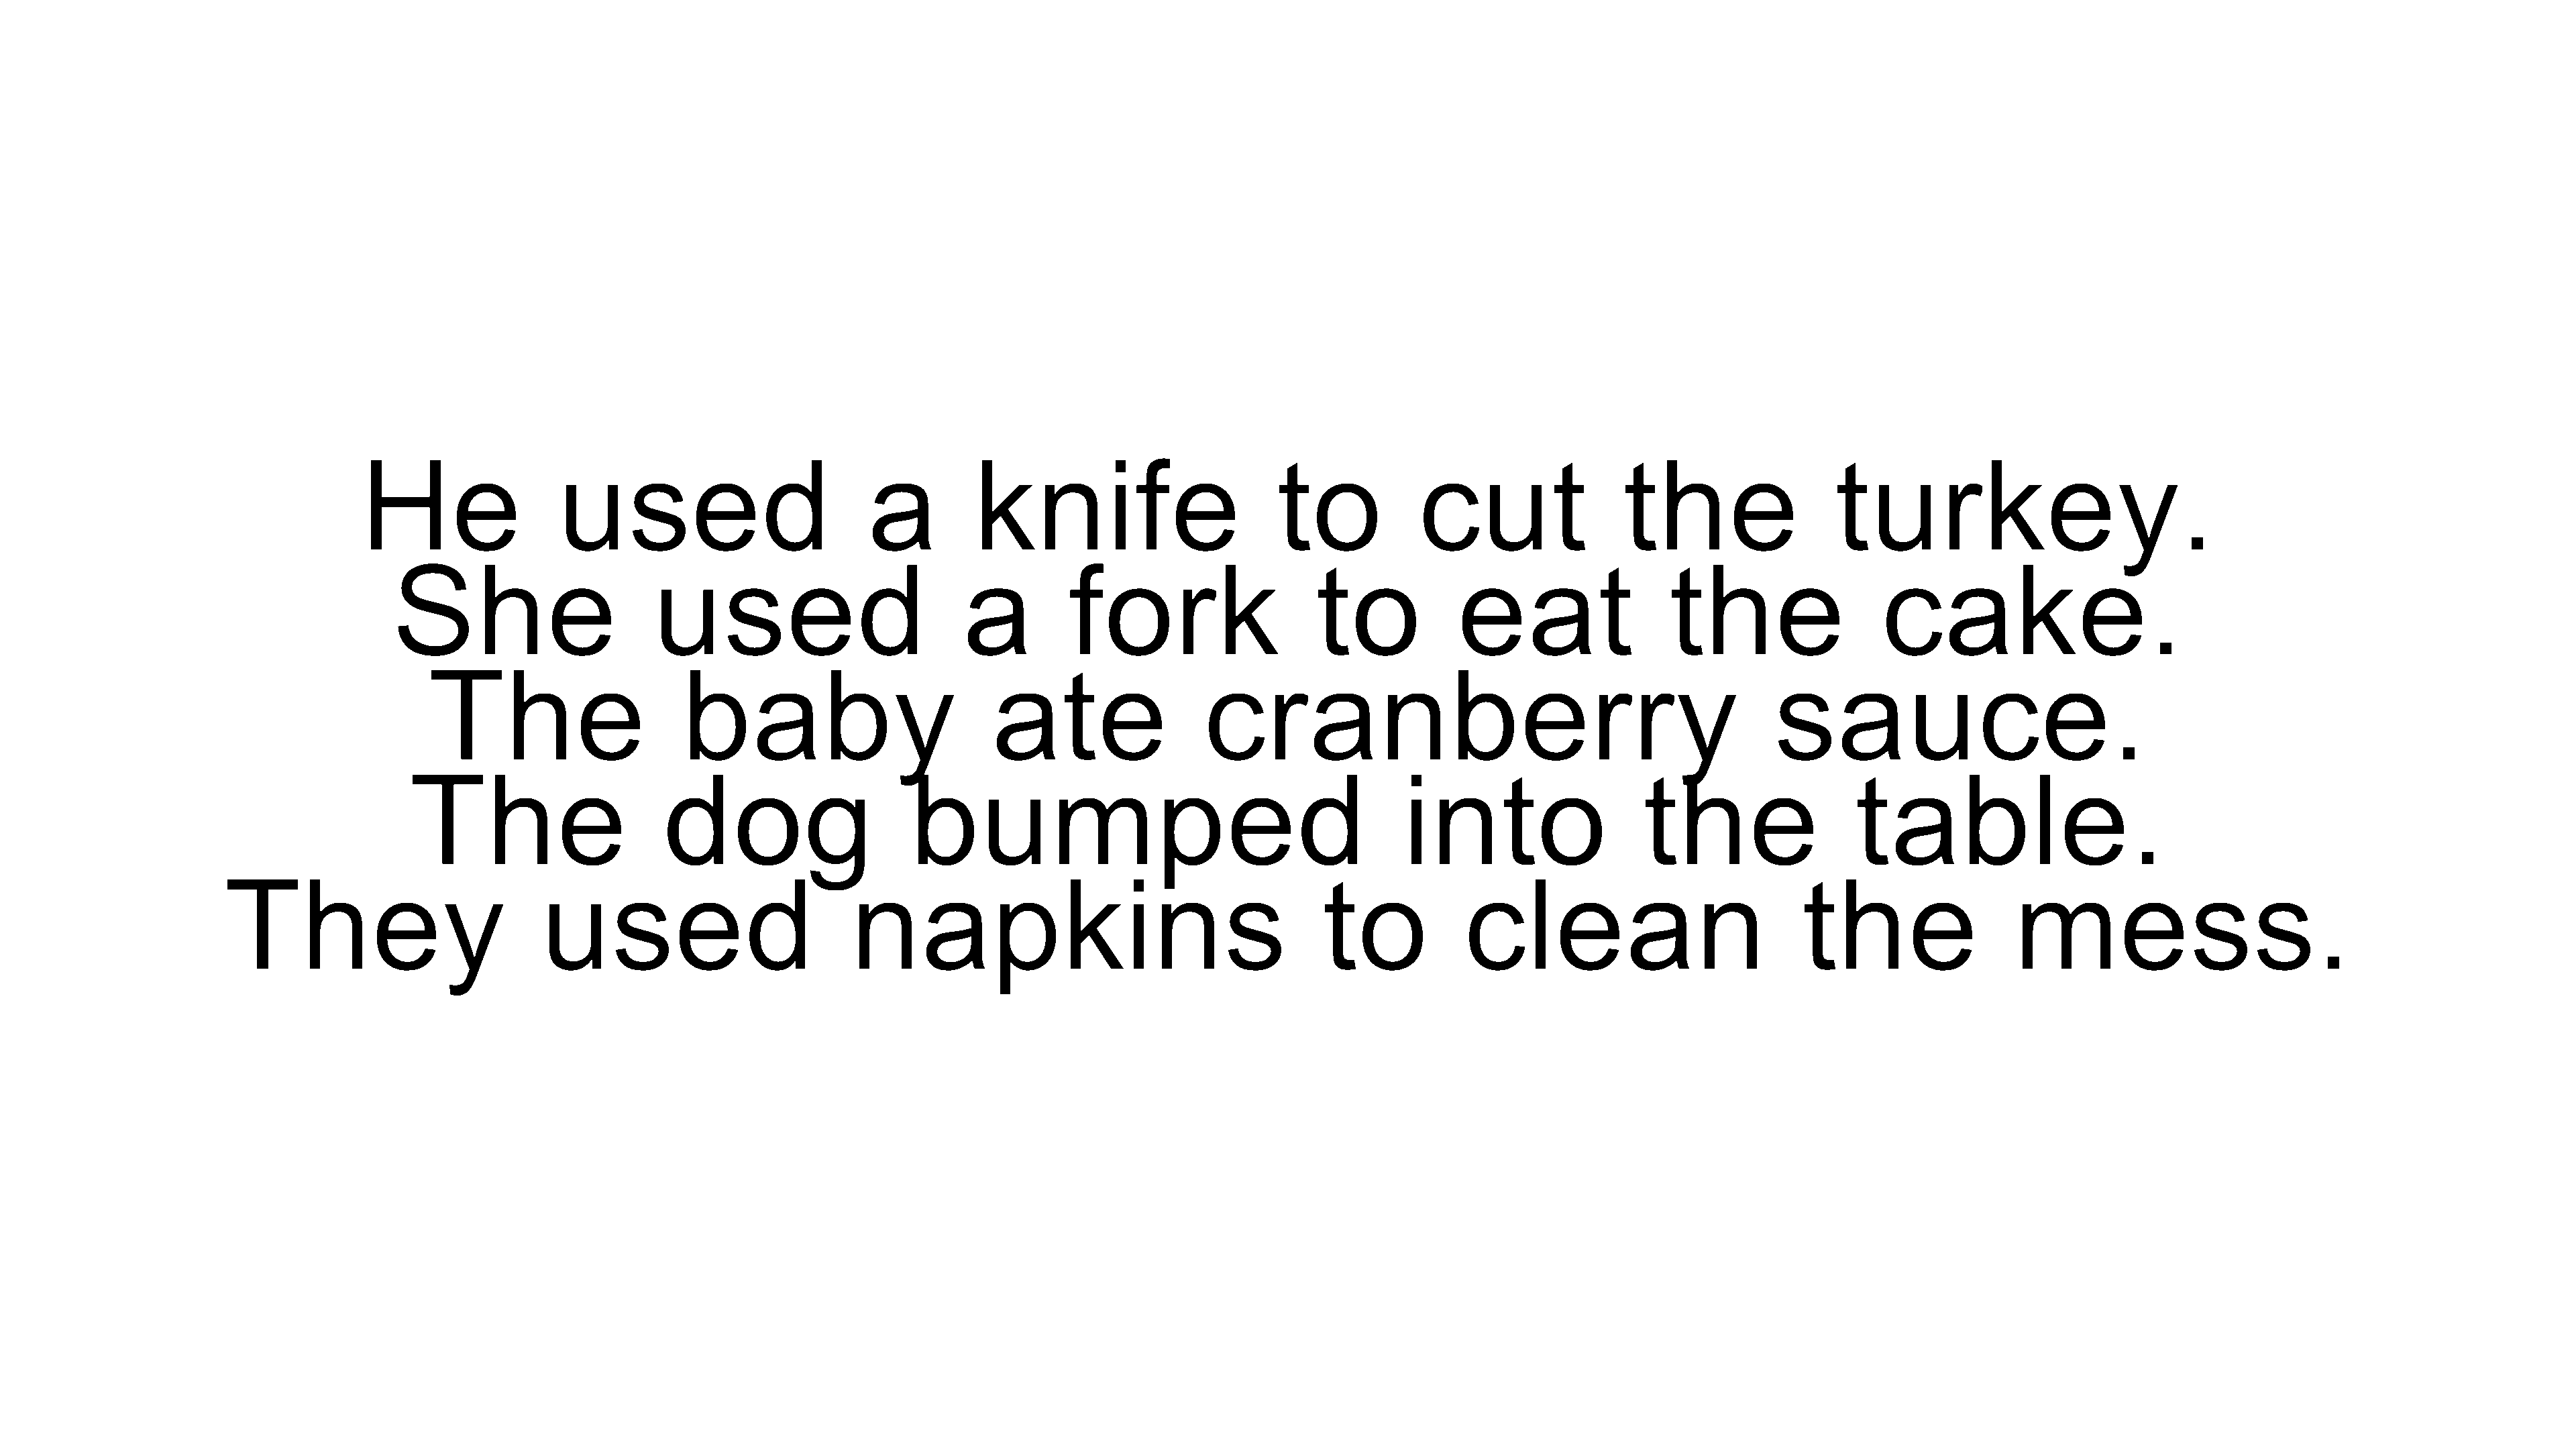 He used a knife to cut the turkey.
She used a fork to eat the cake.
The baby ate cranberry sauce.
The dog bumped into the table.
They used napkins to clean the mess.